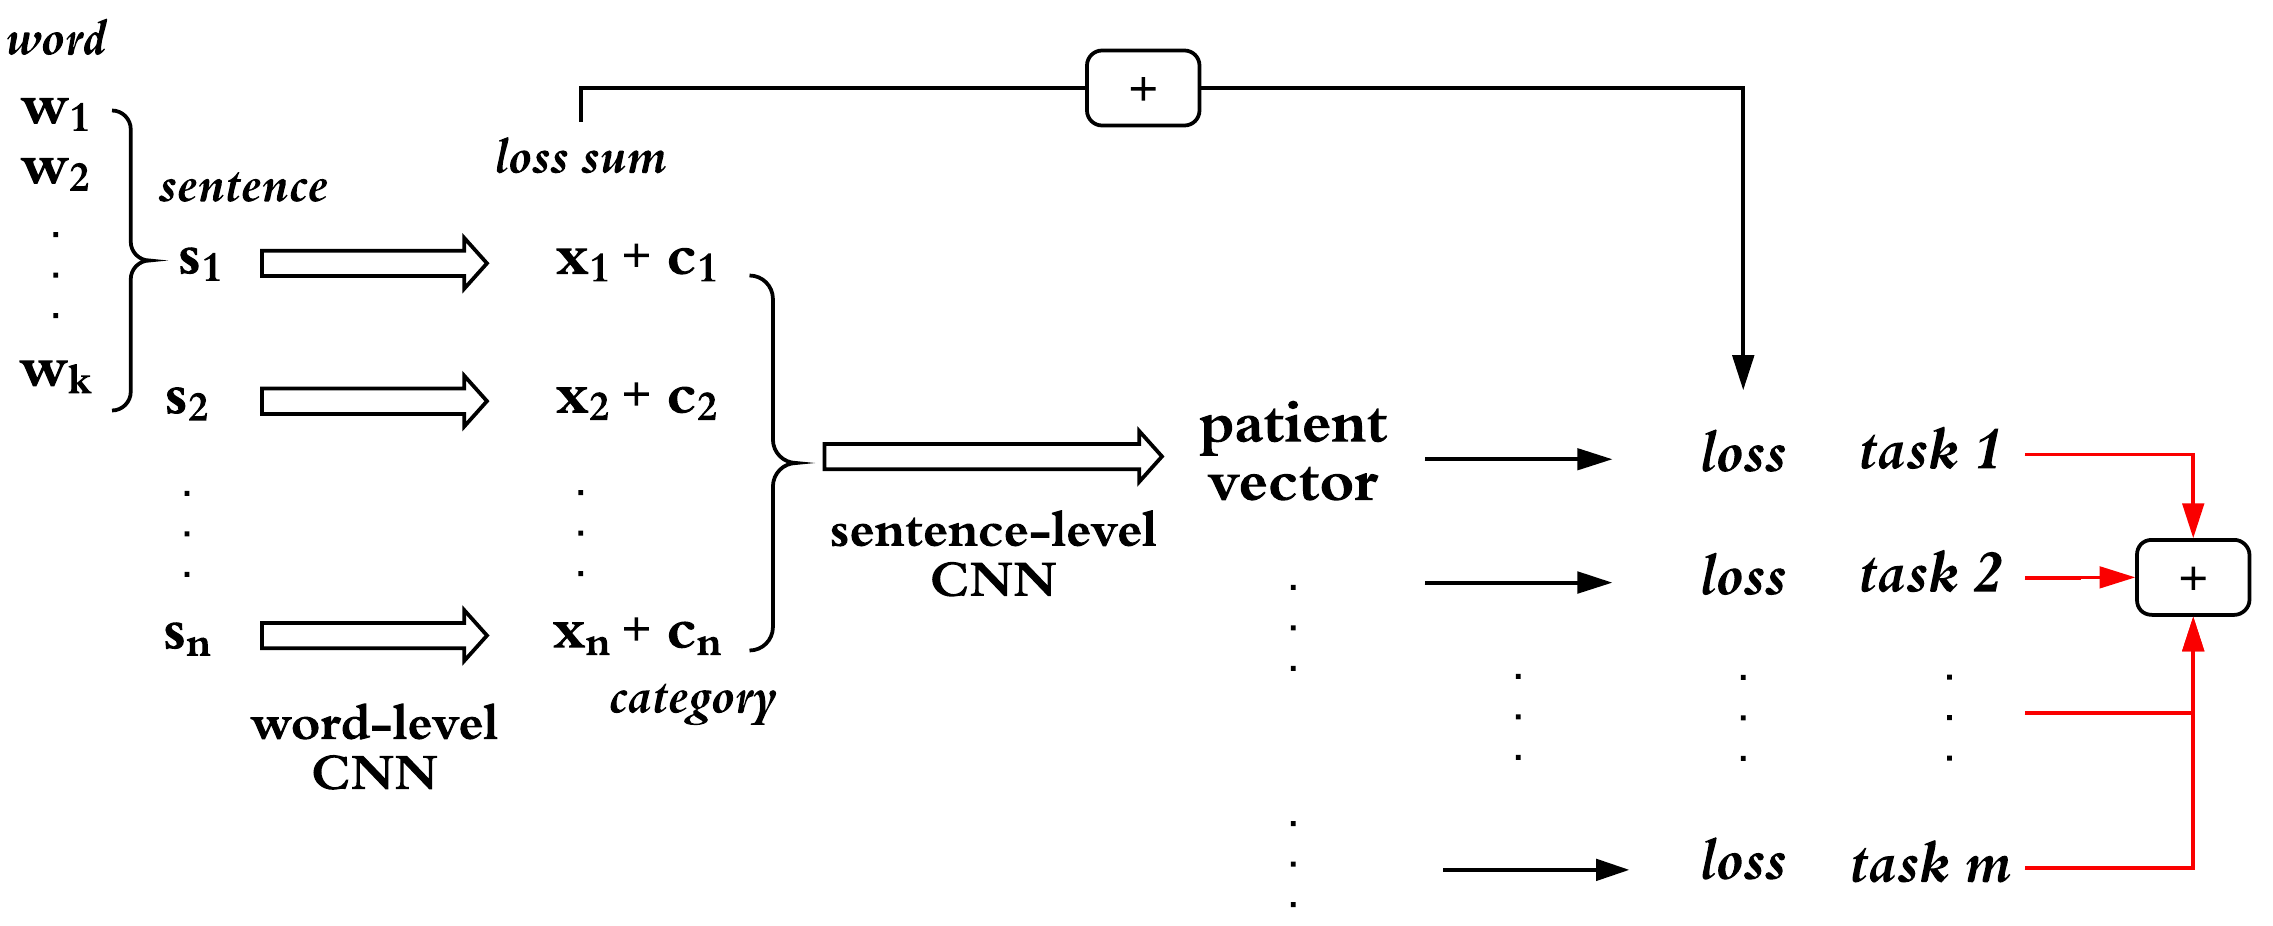 word
w1
w2
.
.
.
wk
sentence
s1
s2
.
.
.
sn
word-level
CNN
loss sum
x1 + c1
x2 + c2
.
.
.
xn + cn
category
+
sentence-level
CNN
patient
vector
.
.
.
.
.
.
.
.
.
loss task 1
loss task 2
.
.
.
.
.
.
loss task m
+